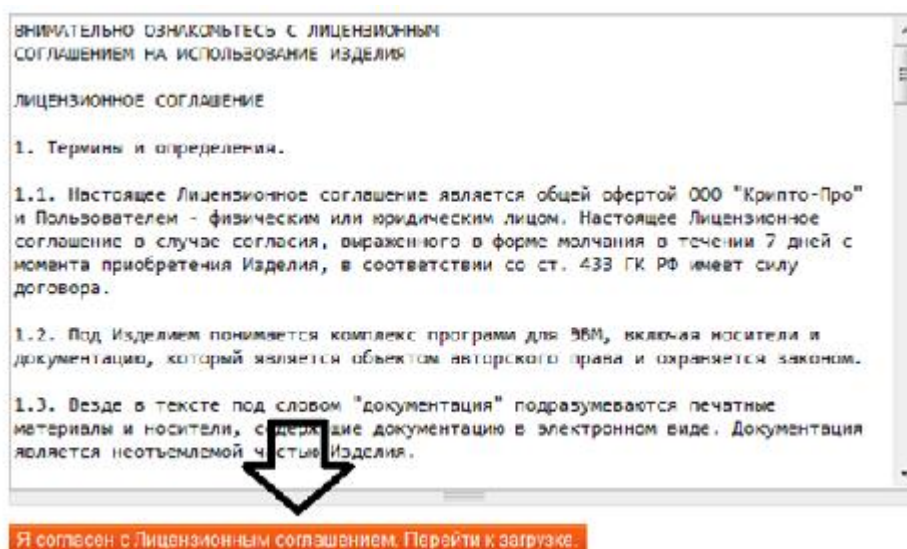 ВНИМАТЕЛЬНО ОЗНАКОМЬТЕСЬ С ЛИЦЕНЗИОННЫМ
СОГЛАШЕНИЕМ НА ИСПОЛЬЗОВАНИЕ ИЗДЕЛИЯ
ЛИЦЕНЗИОННОЕ СОГЛАШЕНИЕ
1. Термины и определения.
1.1. Настоящее Лицензионное соглашение является общей офертой ООО "Крипто-Про"
и Пользователем - физическим или юридическим лицом. Настоящее Лицензионное
соглашение в случае согласия, выраженного в форме молчания в течении 7 дней с
момента приобретения Изделия, в соответствии со ст. 433 ГК РФ имеет силу
договора.
1.2. Под Изделием понимается комплекс программ для ЭВМ, включая носители и
документацию, который является объектом авторского права и охраняется законом.
1.3. Везде в тексте под словом "документация" подразумеваются печатные
материалы и носители, содержащие документацию в электронном виде. Документация
является неотъемлемой частью Изделия.
Я согласен с Лицензионным соглашением. Перейти к загрузке.